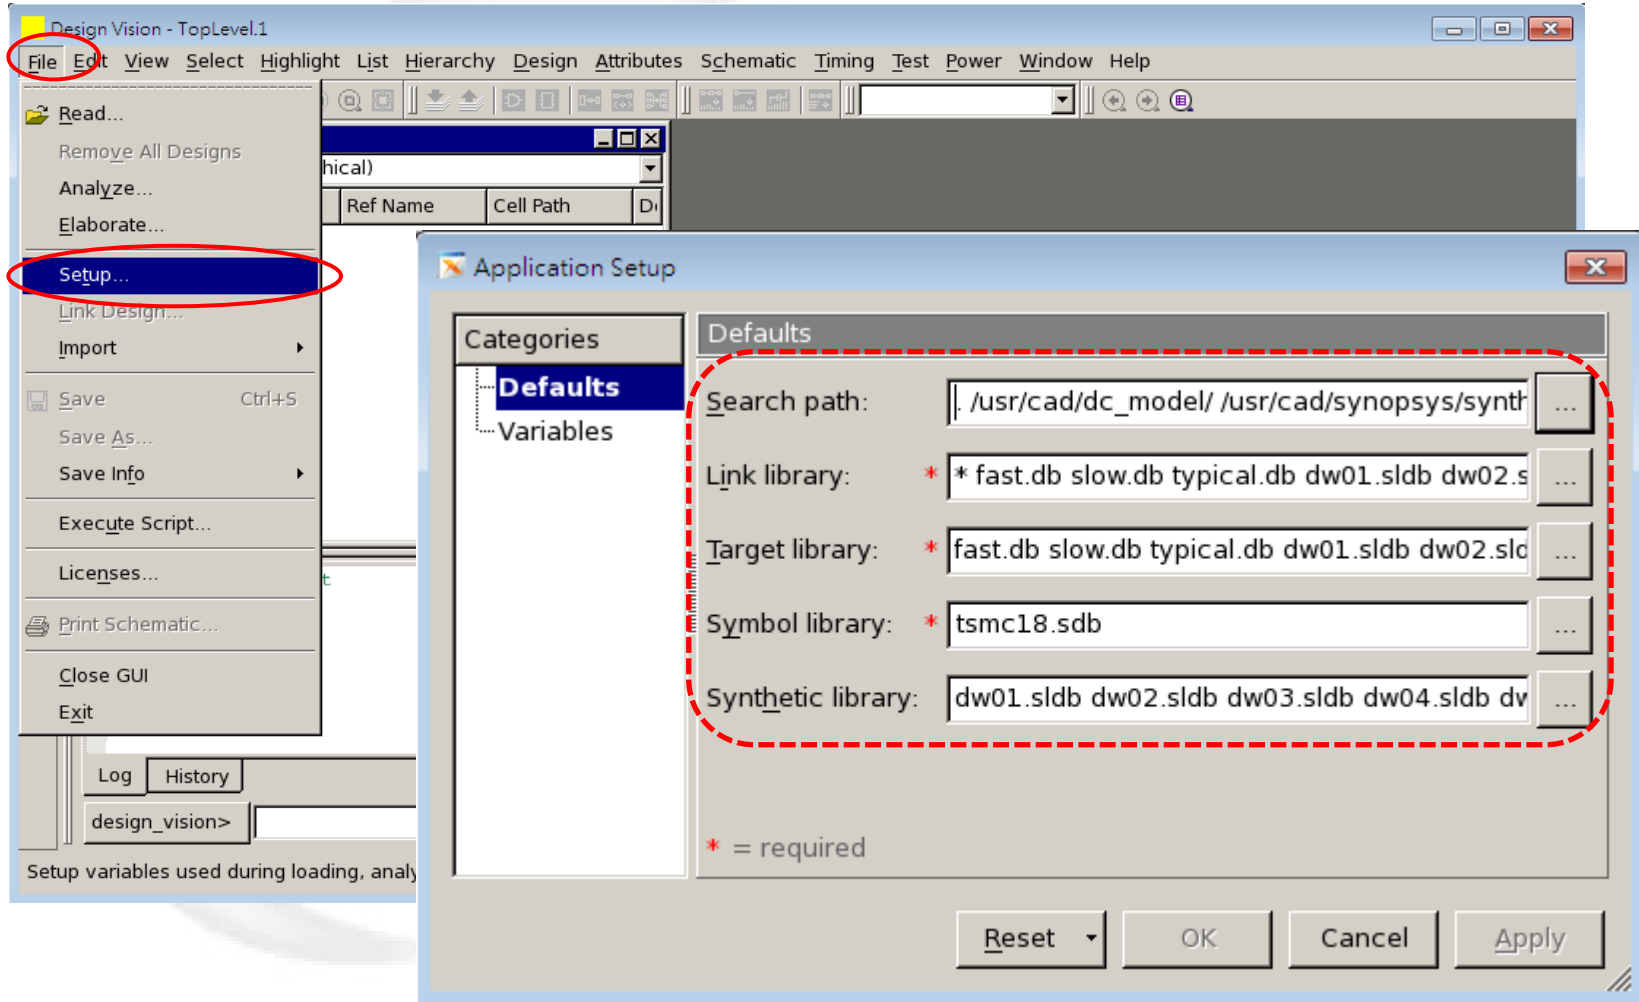 Design Vision - TopLevel.1
File Edit View Select Highlight List Hierarchy Design Attributes Schematic Timing Test Power Window Help
Read...
Remove All Designs
Analyze...
Elaborate...
Setup...
Link Design...
Import
Save Ctrl+S
Save As...
Save Info
Execute Script...
Licenses...
Print Schematic...
Close GUI
Exit
hical)
Ref Name Cell Path D
t
Log History
design_vision>
Setup variables used during loading, analy
Application Setup
Categories
Defaults
Variables
Defaults
Search path: . /usr/cad/dc_model/ /usr/cad/synopsys/synth ...
Link library: * * fast.db slow.db typical.db dw01.sldb dw02.s ...
Target library: * fast.db slow.db typical.db dw01.sldb dw02.sld ...
Symbol library: * tsmc18.sdb ...
Synthetic library: dw01.sldb dw02.sldb dw03.sldb dw04.sldb dw ...
* = required
Reset OK Cancel Apply